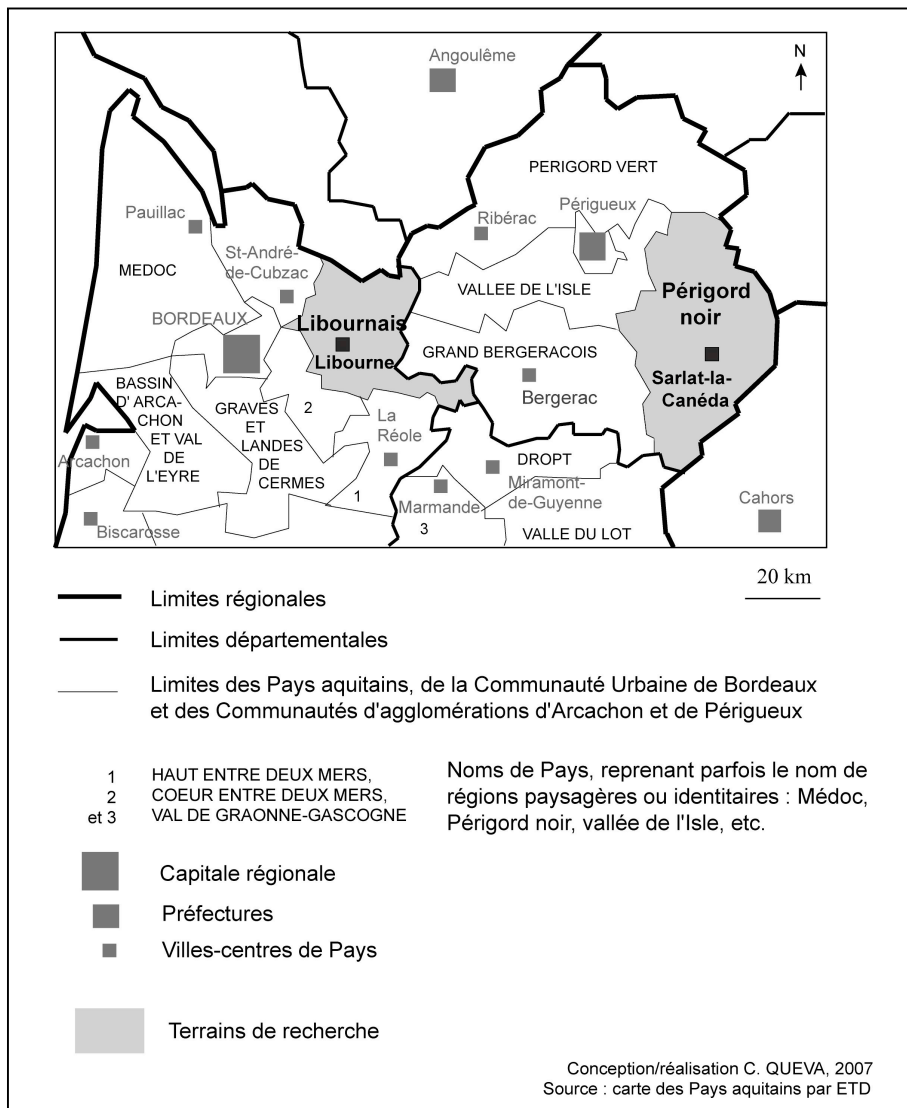 Angoulême
N
PERIGORD VERT
Pauillac
Ribérac
Périgueux
St-André-
de-Cubzac
MEDOC
VALLEE DE L'ISLE
Périgord
noir
BORDEAUX
Libournais
Libourne
GRAND BERGERACOIS
Sarlat-la-
Canéda
Bergerac
BASSIN
D' ARCA-
CHON
ET VAL
DE
L'EYRE
GRAVES
ET
LANDES
DE
CERMES
2
La
Réole
Arcachon
DROPT
Miramont-
de-Guyenne
1
Marmande
Cahors
Biscarosse
3
VALLE DU LOT
20 km
Limites régionales
Limites départementales
Limites des Pays aquitains, de la Communauté Urbaine de Bordeaux
et des Communautés d'agglomérations d'Arcachon et de Périgueux
1 HAUT ENTRE DEUX MERS,
2 COEUR ENTRE DEUX MERS,
et 3 VAL DE GRAONNE-GASCOGNE
Noms de Pays, reprenant parfois le nom de
régions paysagères ou identitaires : Médoc,
Périgord noir, vallée de l'Isle, etc.
Capitale régionale
Préfectures
Villes-centres de Pays
Terrains de recherche
Conception/réalisation C. QUEVA, 2007
Source : carte des Pays aquitains par ETD